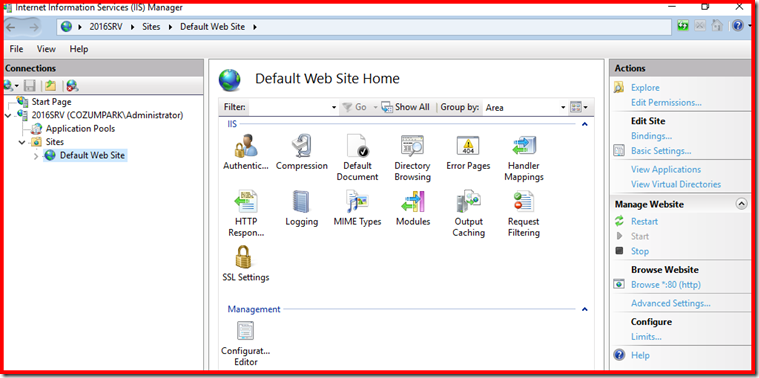 Internet Information Services (IIS) Manager
2016SRV Sites Default Web Site
File View Help
Connections
Start Page
2016SRV (COZUMPARK\Administrator)
Application Pools
Sites
Default Web Site
Default Web Site Home
Filter: Go Show All Group by: Area
IIS
Authentic... Compression Default Document Directory Browsing Error Pages Handler Mappings
404
HTTP Respon... Logging MIME Types Modules Output Caching Request Filtering
SSL Settings
Management
Configurat... Editor
Actions
Explore
Edit Permissions...
Edit Site
Bindings...
Basic Settings...
View Applications
View Virtual Directories
Manage Website
Restart
Start
Stop
Browse Website
Browse *:80 (http)
Advanced Settings...
Configure
Limits...
Help